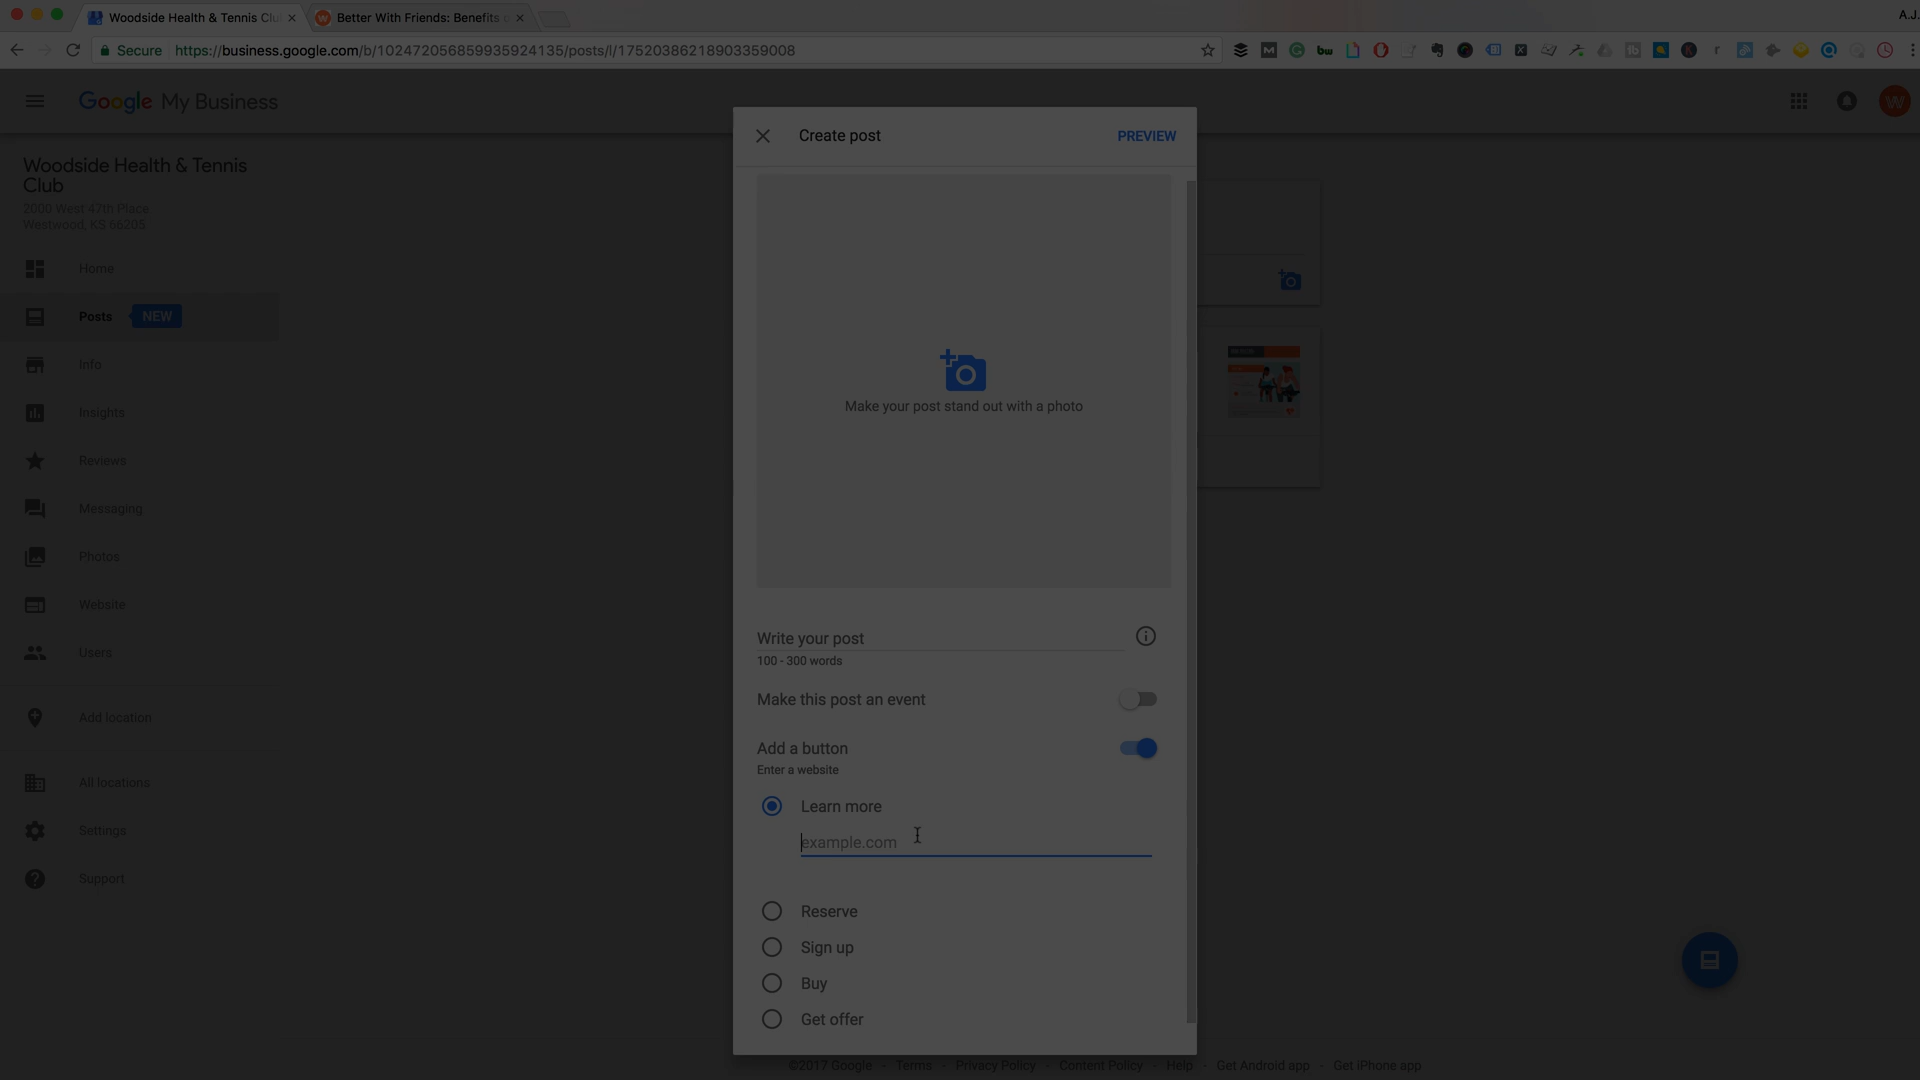 Woodside Health & Tennis Clu
Better With Friends: Benefits
A.J.
Secure https://business.google.com/b/102472056859935924135/posts/l/17520386218903359008
Google My Business
W
Create post
PREVIEW
Woodside Health & Tennis
Club
2000 West 47th Place
Westwood, KS 66205
Home
Posts NEW
Info
Insights
Reviews
Messaging
Photos
Website
Users
Add location
All locations
Settings
Support
Make your post stand out with a photo
Write your post
100 - 300 words
Make this post an event
Add a button
Enter a website
Learn more
example.com
Reserve
Sign up
Buy
Get offer
©2017 Google - Terms - Privacy Policy - Content Policy - Help - Get Android app - Get iPhone app